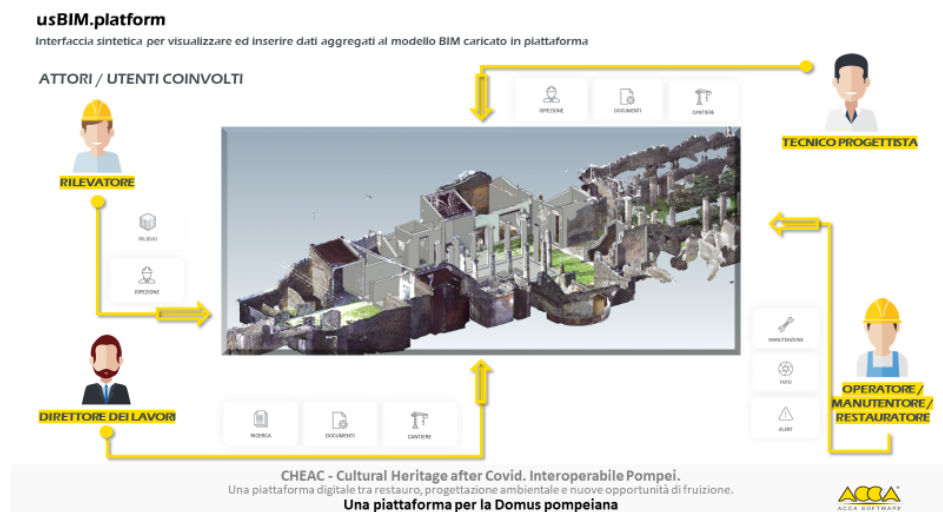 usBIM.platform
Interfaccia sintetica per visualizzare ed inserire dati aggregati al modello BIM caricato in piattaforma
ATTORI / UTENTI COINVOLTI
ISPEZIONE
DOCUMENTI
CANTIERE
TECNICO PROGETTISTA
RILEVATORE
RILIEVO
ISPEZIONE
MANUTENZIONE
FOTO
ALERT
OPERATORE /
MANUTENTORE /
RESTAURATORE
DIRETTORE DEI LAVORI
RICERCA
DOCUMENTI
CANTIERE
CHEAC - Cultural Heritage after Covid. Interoperabile Pompei.
Una piattaforma digitale tra restauro, progettazione ambientale e nuove opportunità di fruizione.
Una piattaforma per la Domus pompeiana
ACCA
ACCA SOFTWARE